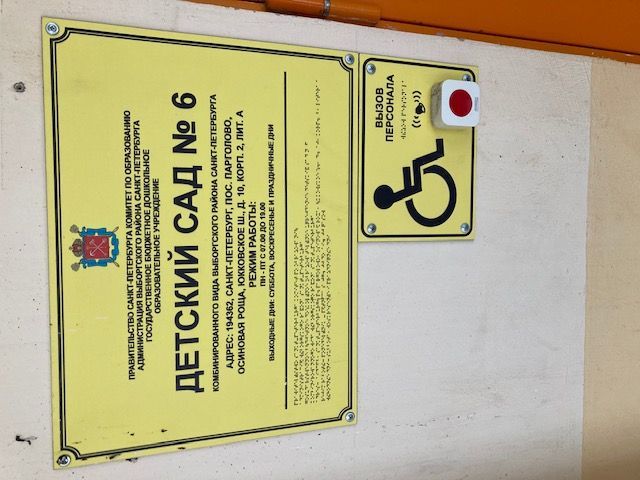 ПРАВИТЕЛЬСТВО САНКТ-ПЕТЕРБУРГА КОМИТЕТ ПО ОБРАЗОВАНИЮ
АДМИНИСТРАЦИЯ ВЫБОРГСКОГО РАЙОНА САНКТ-ПЕТЕРБУРГА
ГОСУДАРСТВЕННОЕ БЮДЖЕТНОЕ ДОШКОЛЬНОЕ
ОБРАЗОВАТЕЛЬНОЕ УЧРЕЖДЕНИЕ
ДЕТСКИЙ САД № 6
КОМБИНИРОВАННОГО ВИДА ВЫБОРГСКОГО РАЙОНА САНКТ-ПЕТЕРБУРГА
АДРЕС: 194362, САНКТ-ПЕТЕРБУРГ, ПОС. ПАРГОЛОВО,
ОСИНОВАЯ РОЩА, ЮККОВСКОЕ Ш., Д. 10, КОРП. 2, ЛИТ. А
РЕЖИМ РАБОТЫ:
ПН - ПТ С 07.00 ДО 19.00
ВЫХОДНЫЕ ДНИ: СУББОТА, ВОСКРЕСЕНЬЕ И ПРАЗДНИЧНЫЕ ДНИ
ВЫЗОВ
ПЕРСОНАЛА